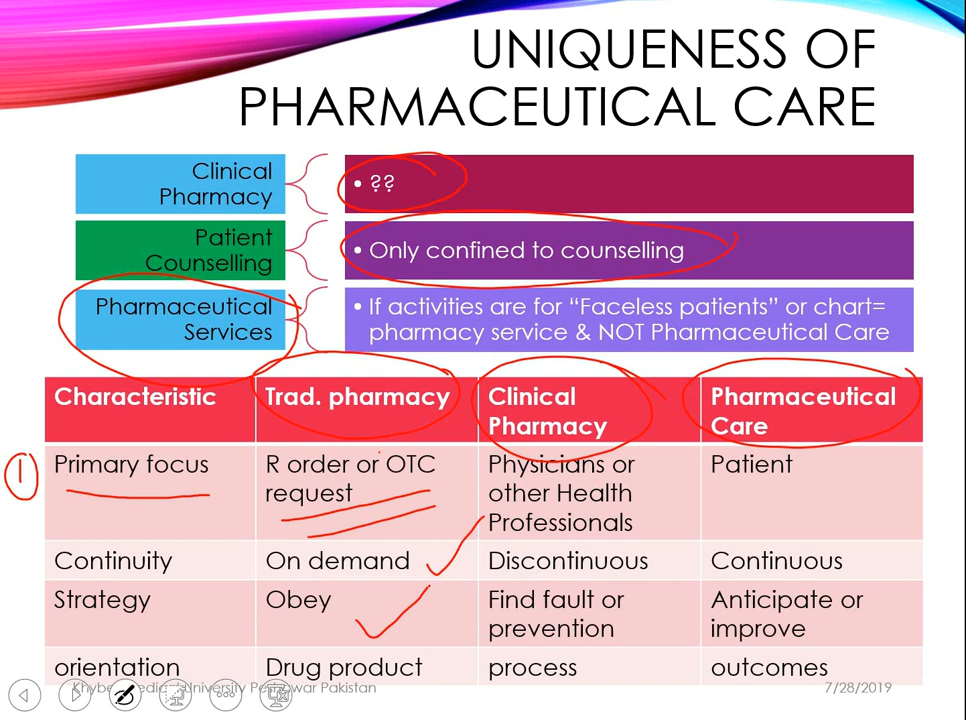 UNIQUENESS OF
PHARMACEUTICAL CARE
Clinical
Pharmacy
• ??
Patient
Counselling
• Only confined to counselling
Pharmaceutical
Services
• If activities are for “Faceless patients” or chart=
pharmacy service & NOT Pharmaceutical Care
Characteristic
Trad. pharmacy
Clinical
Pharmacy
Pharmaceutical
Care
1
Primary focus
R order or OTC
request
Physicians or
other Health
Professionals
Patient
Continuity
On demand
Discontinuous
Continuous
Strategy
Obey
Find fault or
prevention
Anticipate or
improve
orientation
Drug product
process
outcomes
Khyber Medical University Peshawar Pakistan
7/28/2019